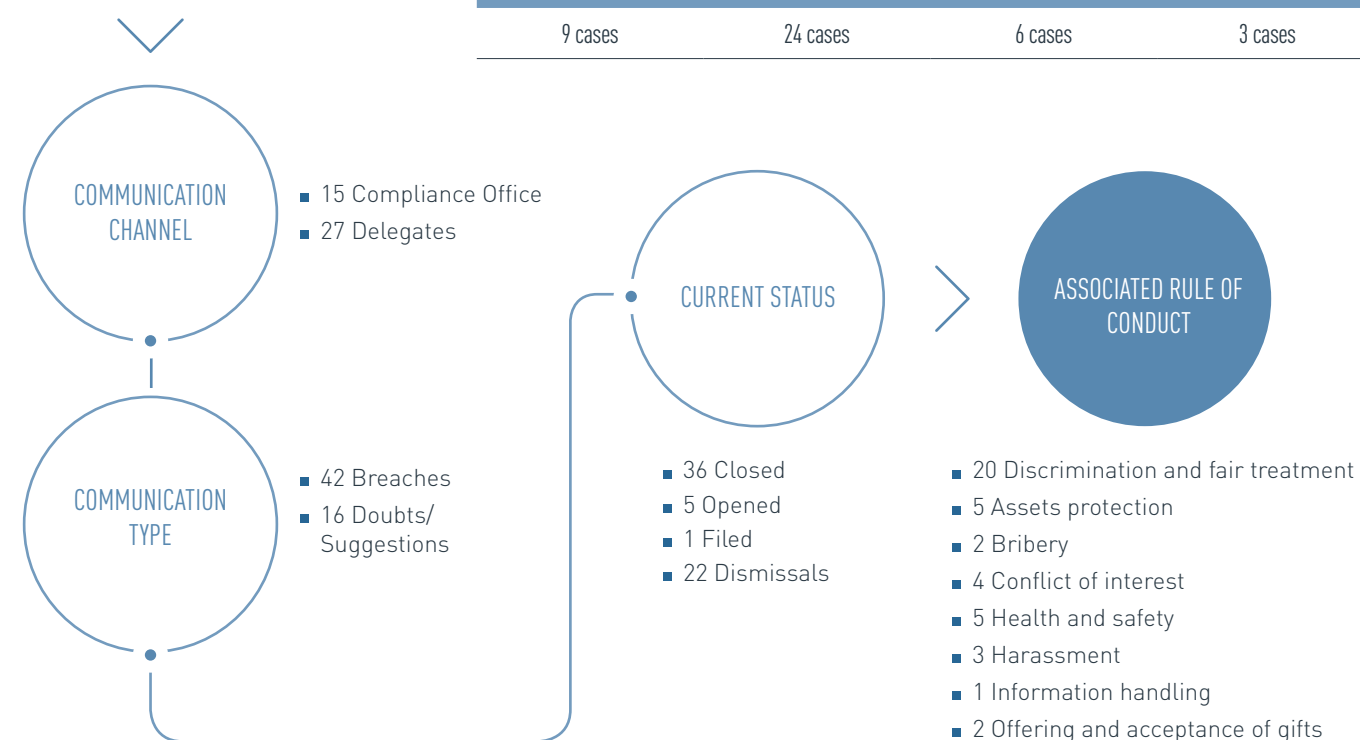 9 cases 24 cases 6 cases 3 cases
COMMUNICATION
CHANNEL
15 Compliance Office
27 Delegates
COMMUNICATION
TYPE
42 Breaches
16 Doubts/
Suggestions
CURRENT STATUS
36 Closed
5 Opened
1 Filed
22 Dismissals
ASSOCIATED RULE OF
CONDUCT
20 Discrimination and fair treatment
5 Assets protection
2 Bribery
4 Conflict of interest
5 Health and safety
3 Harassment
1 Information handling
2 Offering and acceptance of gifts